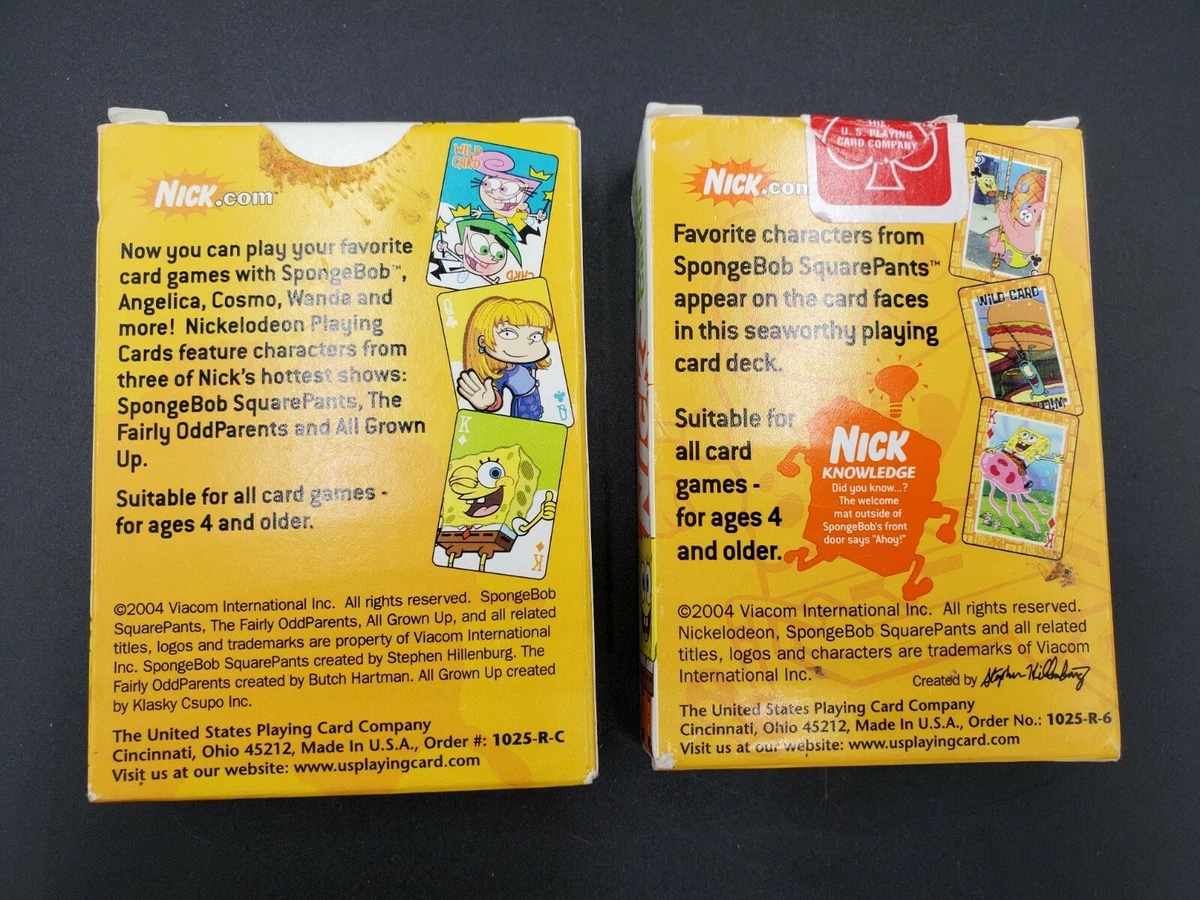 NICK.com
Now you can play your favorite
card games with SpongeBob™,
Angelica, Cosmo, Wanda and
more! Nickelodeon Playing
Cards feature characters from
three of Nick's hottest shows:
SpongeBob SquarePants, The
Fairly OddParents and All Grown
Up.
Suitable for all card games -
for ages 4 and older.
WILD
CARD
CARD
Q
Q
K
K
©2004 Viacom International Inc. All rights reserved. SpongeBob
SquarePants, The Fairly OddParents, All Grown Up, and all related
titles, logos and trademarks are property of Viacom International
Inc. SpongeBob SquarePants created by Stephen Hillenburg. The
Fairly OddParents created by Butch Hartman. All Grown Up created
by Klasky Csupo Inc.
The United States Playing Card Company
Cincinnati, Ohio 45212, Made In U.S.A., Order #: 1025-R-C
Visit us at our website: www.usplayingcard.com
THE
U. S. PLAYING
CARD COMPANY
NICK.com
Favorite characters from
SpongeBob SquarePants™
appear on the card faces
in this seaworthy playing
card deck.
Suitable for
all card
games -
for ages 4
and older.
NICK
KNOWLEDGE
Did you know...?
The welcome
mat outside of
SpongeBob's front
door says "Ahoy!"
5
WILD CARD
K
K
©2004 Viacom International Inc. All rights reserved.
Nickelodeon, SpongeBob SquarePants and all related
titles, logos and characters are trademarks of Viacom
International Inc.
Created by Stephen Hillenburg
The United States Playing Card Company
Cincinnati, Ohio 45212, Made In U.S.A., Order No.: 1025-R-6
Visit us at our website: www.usplayingcard.com